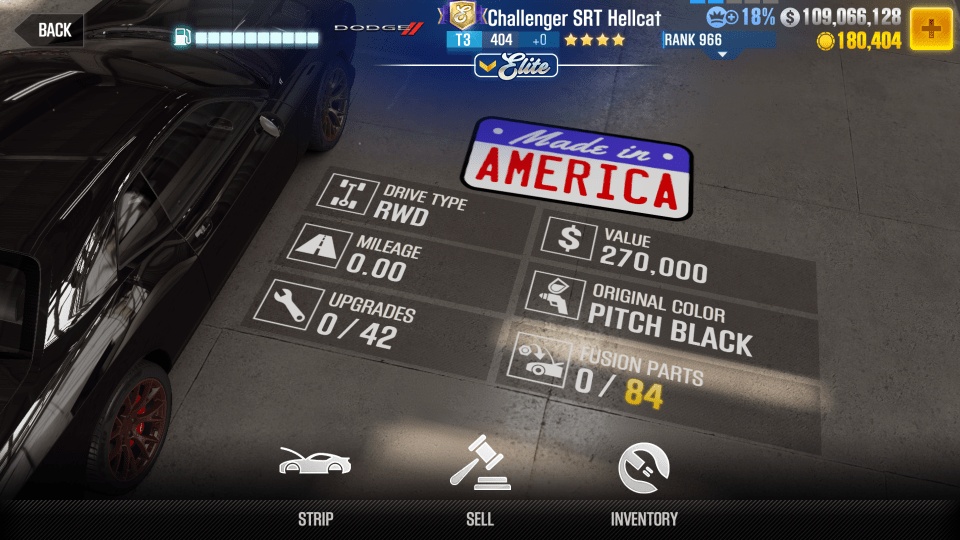 BACK
DODGE
Challenger SRT Hellcat
T3 404 +0
Elite
RANK 966
18%
$ 109,066,128
180,404
+
Made in
AMERICA
DRIVE TYPE
RWD
MILEAGE
0.00
UPGRADES
0 / 42
$ VALUE
270,000
ORIGINAL COLOR
PITCH BLACK
FUSION PARTS
0 / 84
STRIP
SELL
INVENTORY